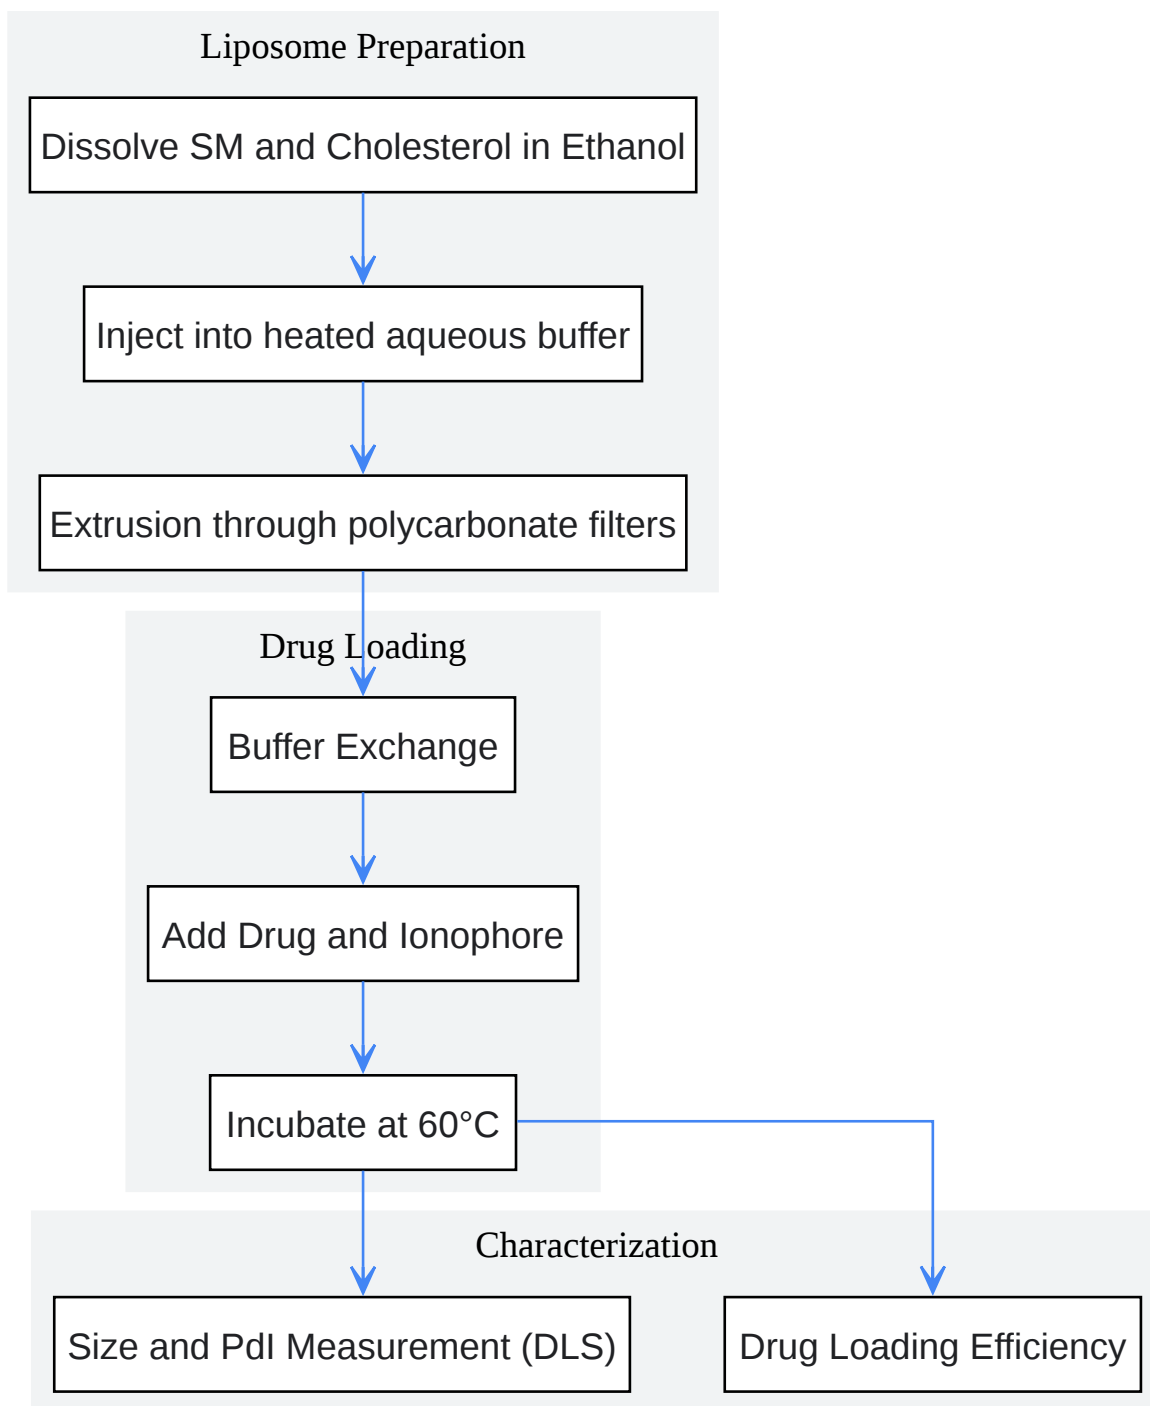 Liposome Preparation
Dissolve SM and Cholesterol in Ethanol
Inject into heated aqueous buffer
Extrusion through polycarbonate filters
Drug Loading
Buffer Exchange
Add Drug and Ionophore
Incubate at 60°C
Characterization
Size and PdI Measurement (DLS)
Drug Loading Efficiency